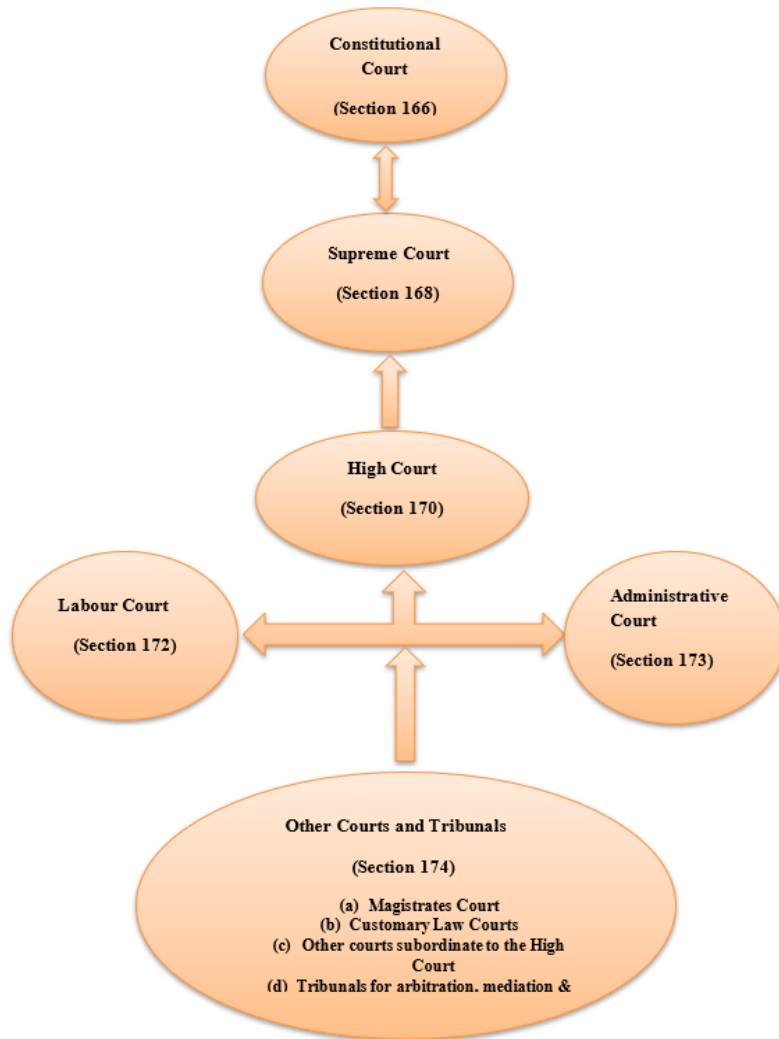 Constitutional
Court
(Section 166)
Supreme Court
(Section 168)
High Court
(Section 170)
Labour Court
(Section 172)
Administrative
Court
(Section 173)
Other Courts and Tribunals
(Section 174)
(a) Magistrates Court
(b) Customary Law Courts
(c) Other courts subordinate to the High
Court
(d) Tribunals for arbitration, mediation &